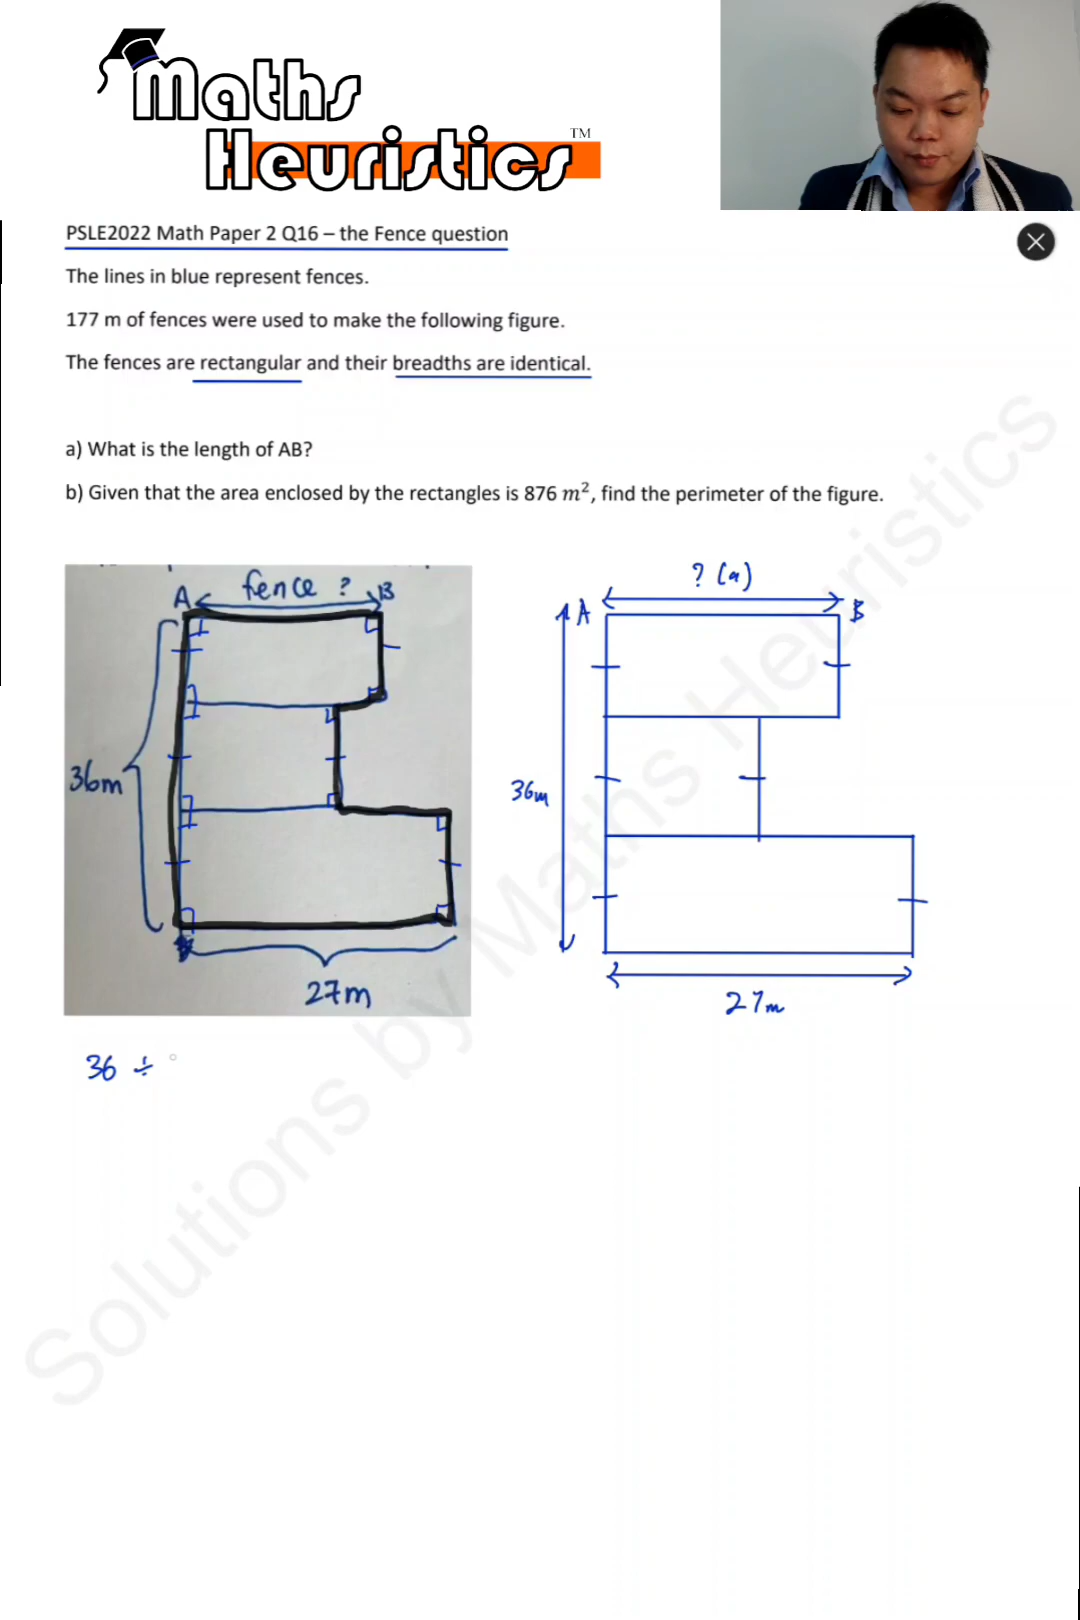 Maths
Heuristics™
PSLE2022 Math Paper 2 Q16 – the Fence question
The lines in blue represent fences.
177 m of fences were used to make the following figure.
The fences are rectangular and their breadths are identical.
a) What is the length of AB?
b) Given that the area enclosed by the rectangles is 876 m², find the perimeter of the figure.
A fence ? B
36m
27m
? (a)
A B
36m
27m
36 ÷
Solutions by Maths Heuristics